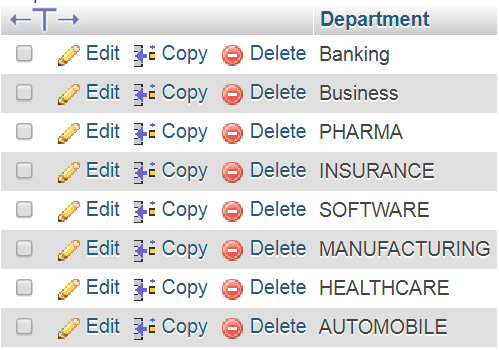 Department
Edit Copy Delete Banking
Edit Copy Delete Business
Edit Copy Delete PHARMA
Edit Copy Delete INSURANCE
Edit Copy Delete SOFTWARE
Edit Copy Delete MANUFACTURING
Edit Copy Delete HEALTHCARE
Edit Copy Delete AUTOMOBILE